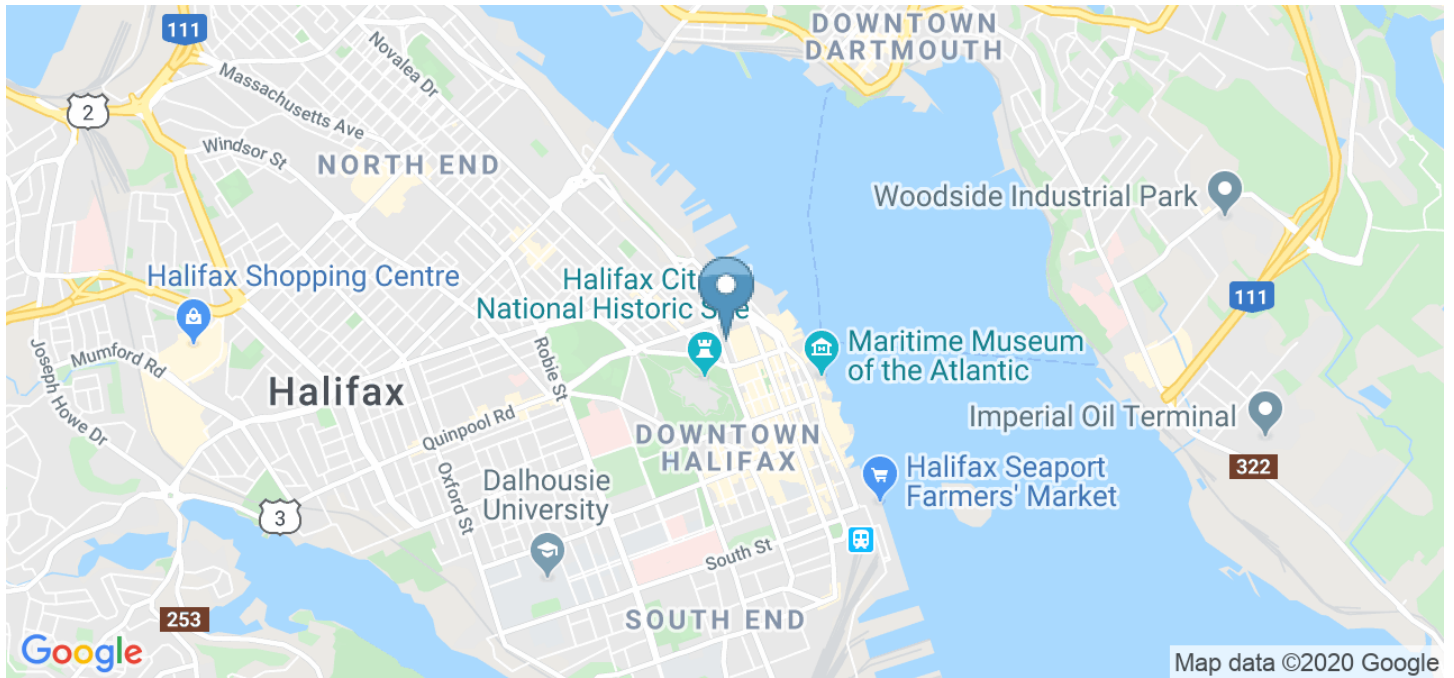 111
DOWNTOWN
DARTMOUTH
2
Novalea Dr
Massachusetts Ave
Windsor St
NORTH END
Woodside Industrial Park
Halifax Shopping Centre
Halifax Cit
National Historic S e
111
Joseph Howe Dr
Mumford Rd
Robie St
Maritime Museum
of the Atlantic
Halifax
Quinpool Rd
Imperial Oil Terminal
DOWNTOWN
HALIFAX
322
Oxford St
Dalhousie
University
Halifax Seaport
Farmers' Market
3
South St
253
SOUTH END
Google
Map data ©2020 Google